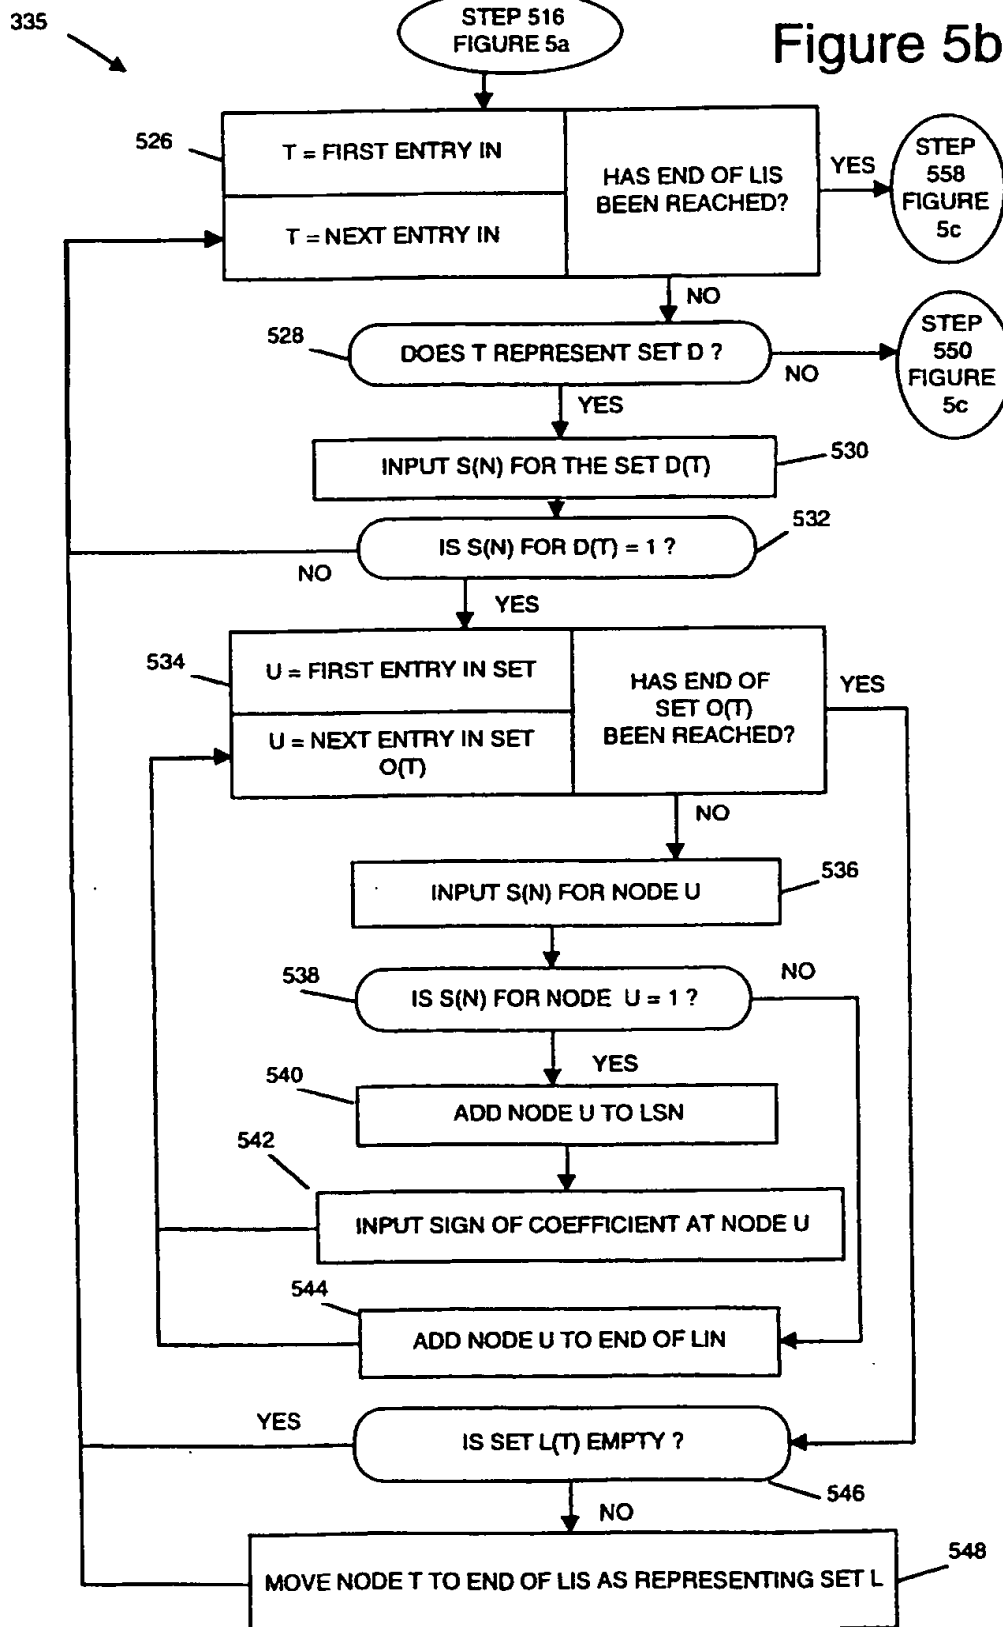 335
STEP 516
FIGURE 5a
Figure 5b
526
T = FIRST ENTRY IN
T = NEXT ENTRY IN
HAS END OF LIS
BEEN REACHED?
YES
STEP
558
FIGURE
5c
NO
528
DOES T REPRESENT SET D ?
NO
STEP
550
FIGURE
5c
YES
INPUT S(N) FOR THE SET D(T)
530
IS S(N) FOR D(T) = 1 ?
532
NO
YES
534
U = FIRST ENTRY IN SET
U = NEXT ENTRY IN SET
O(T)
HAS END OF
SET O(T)
BEEN REACHED?
YES
NO
INPUT S(N) FOR NODE U
536
538
IS S(N) FOR NODE U = 1 ?
NO
YES
540
ADD NODE U TO LSN
542
INPUT SIGN OF COEFFICIENT AT NODE U
544
ADD NODE U TO END OF LIN
YES
IS SET L(T) EMPTY ?
546
NO
MOVE NODE T TO END OF LIS AS REPRESENTING SET L
548